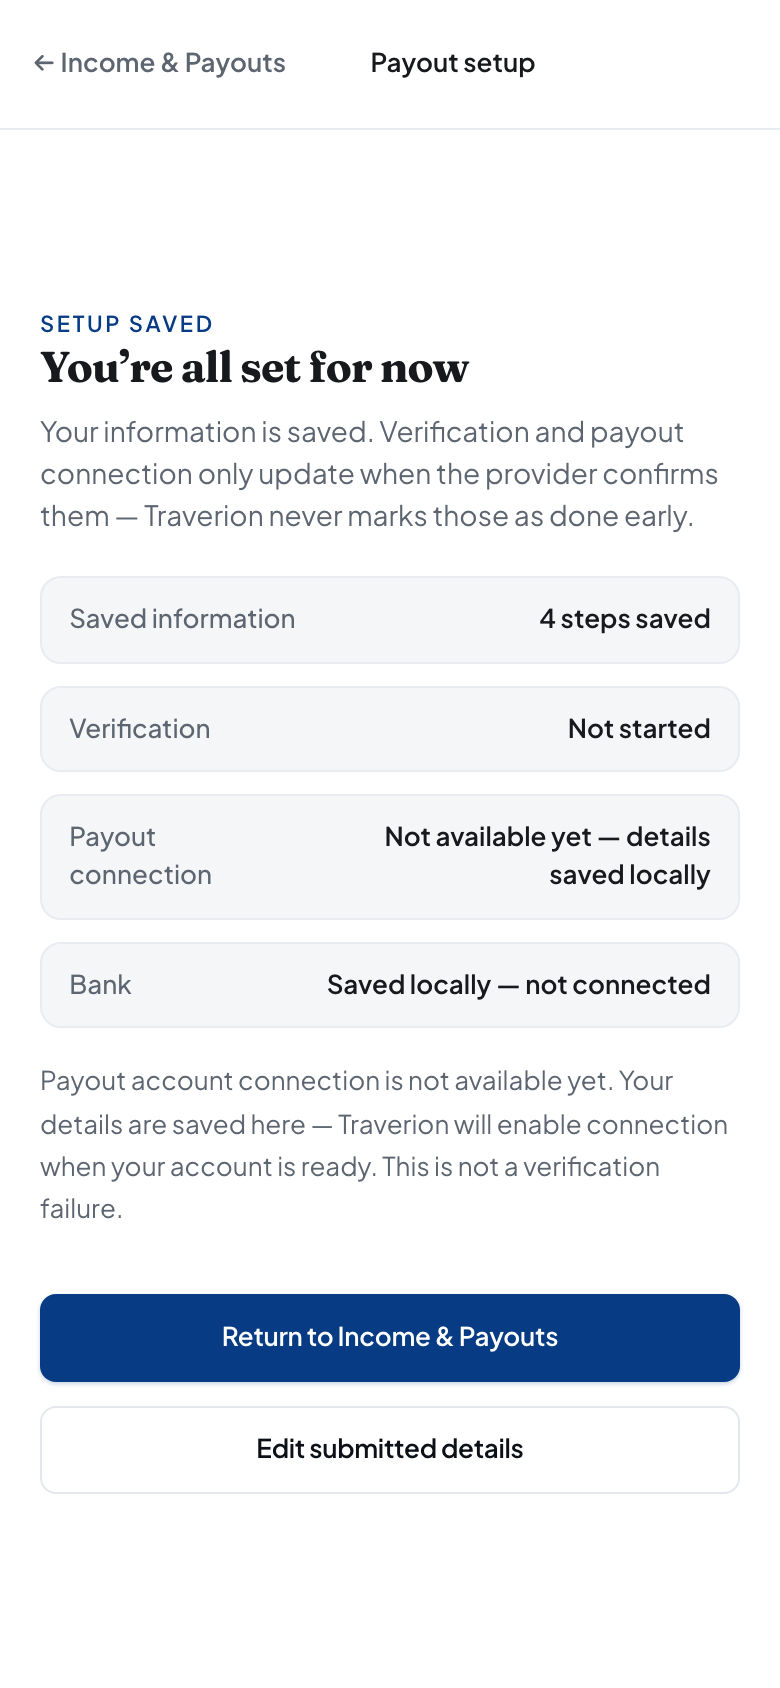 ← Income & Payouts
Payout setup
SETUP SAVED
You’re all set for now
Your information is saved. Verification and payout
connection only update when the provider confirms
them — Traverion never marks those as done early.
Saved information
4 steps saved
Verification
Not started
Payout
connection
Not available yet — details
saved locally
Bank
Saved locally — not connected
Payout account connection is not available yet. Your
details are saved here — Traverion will enable connection
when your account is ready. This is not a verification
failure.
Return to Income & Payouts
Edit submitted details